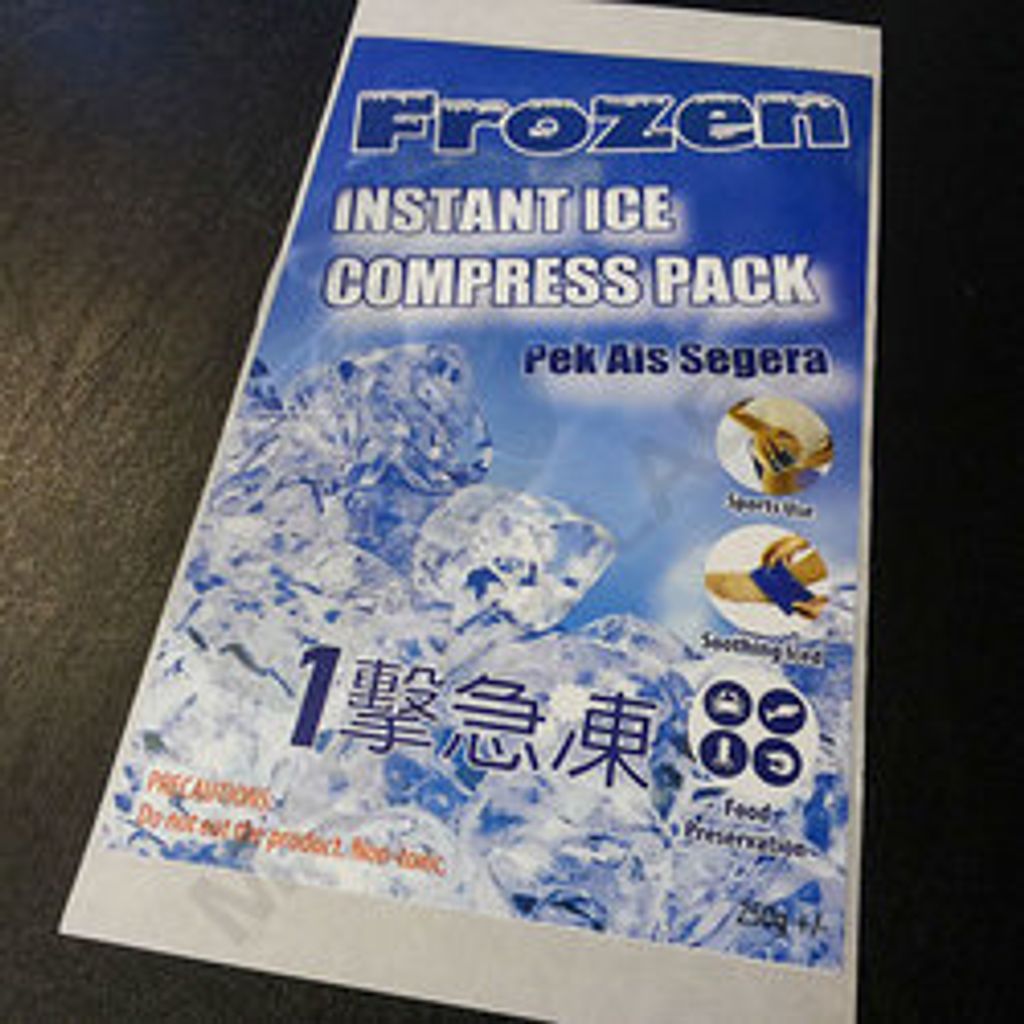 Frozen
INSTANT ICE
COMPRESS PACK
Pek Ais Segera
Sports Use
Soothing
1擊急凍
Food
Preservation
PRECAUTIONS:
Do not eat the product. Non-toxic.
250g +/-